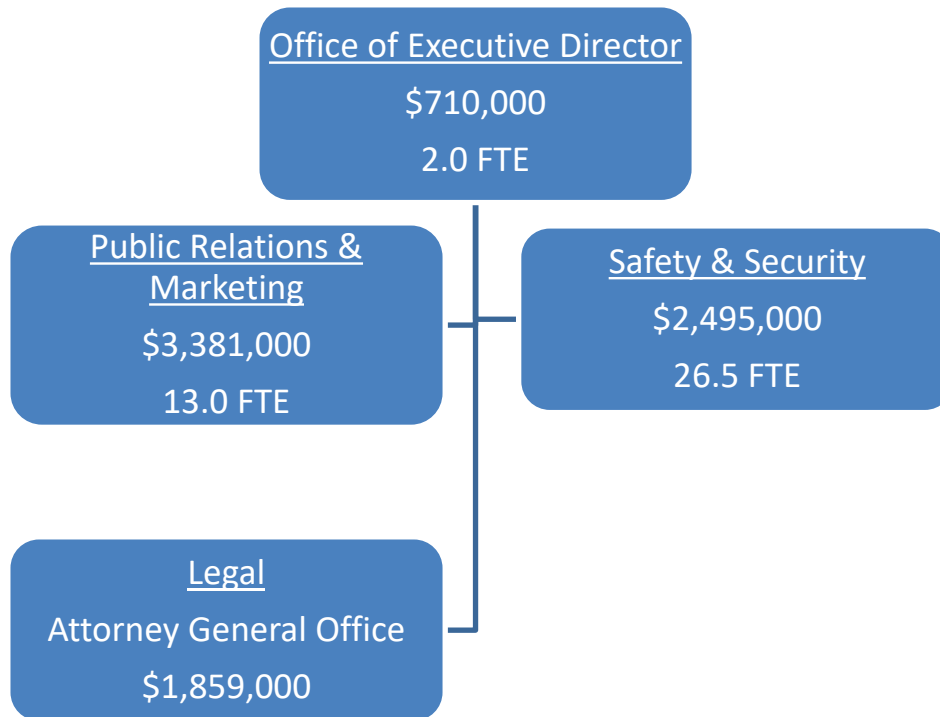 Office of Executive Director
$710,000
2.0 FTE
Public Relations &
Marketing
$3,381,000
13.0 FTE
Safety & Security
$2,495,000
26.5 FTE
Legal
Attorney General Office
$1,859,000